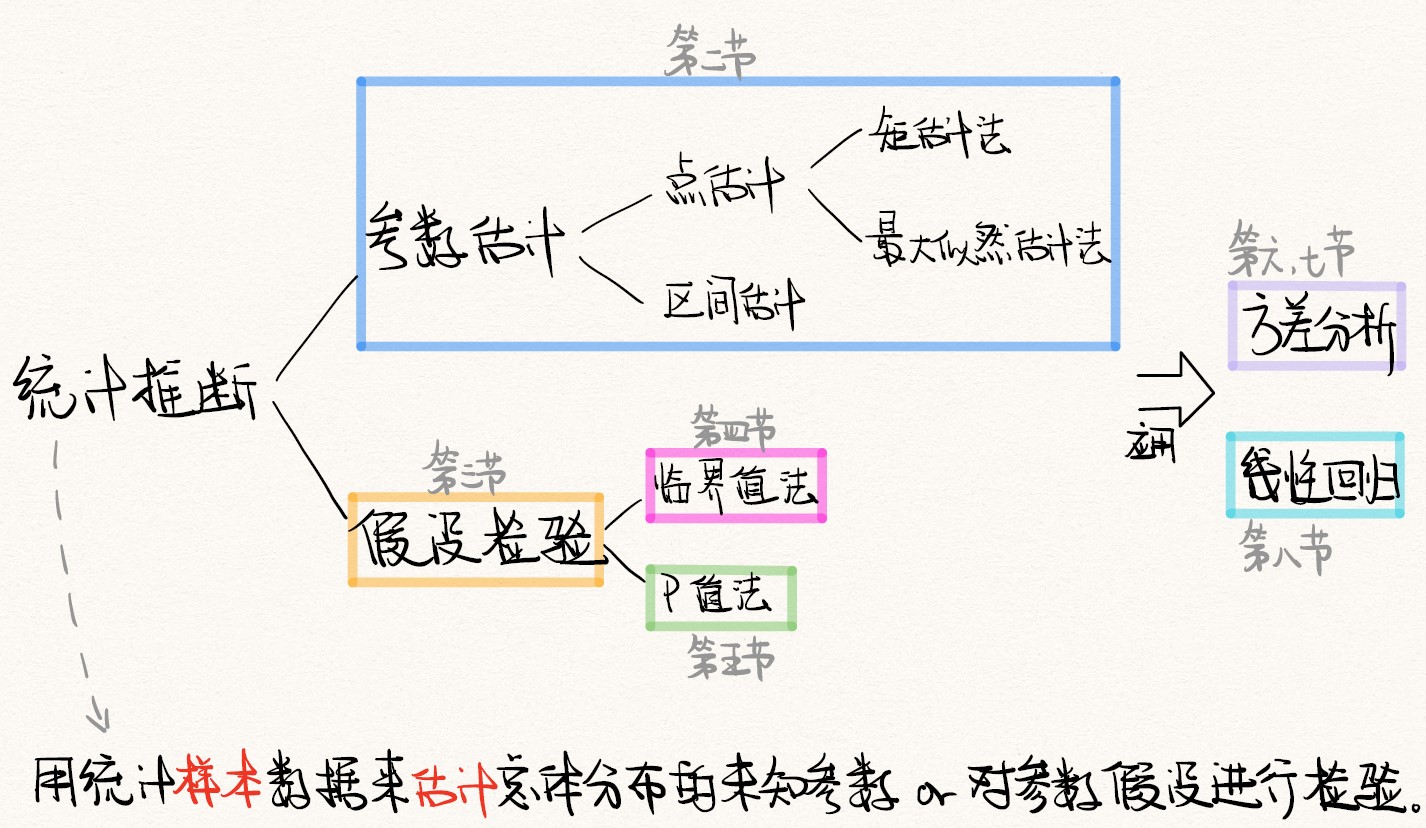 第二节
矩估计法
点估计
参数估计
最大似然估计法
区间估计
第六、七节
方差分析
统计推断
应用
第四节
临界值法
线性回归
第三节
假设检验
第八节
P值法
第五节
用统计样本数据来估计总体分布的未知参数 or 对参数假设进行检验。